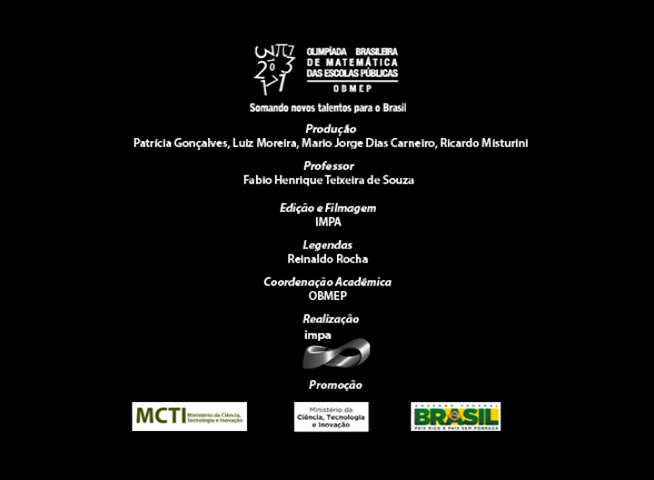 OLIMPÍADA BRASILEIRA
DE MATEMÁTICA
DAS ESCOLAS PÚBLICAS
OBMEP
Somando novos talentos para o Brasil
Produção
Patrícia Gonçalves, Luiz Moreira, Mario Jorge Dias Carneiro, Ricardo Misturini
Professor
Fabio Henrique Teixeira de Souza
Edição e Filmagem
IMPA
Legendas
Reinaldo Rocha
Coordenação Acadêmica
OBMEP
Realização
impa
Promoção
MCTI Ministério da Ciência, Tecnologia e Inovação
Ministério da
Ciência, Tecnologia
e Inovação
GOVERNO FEDERAL
BRASIL
PAÍS RICO É PAÍS SEM POBREZA